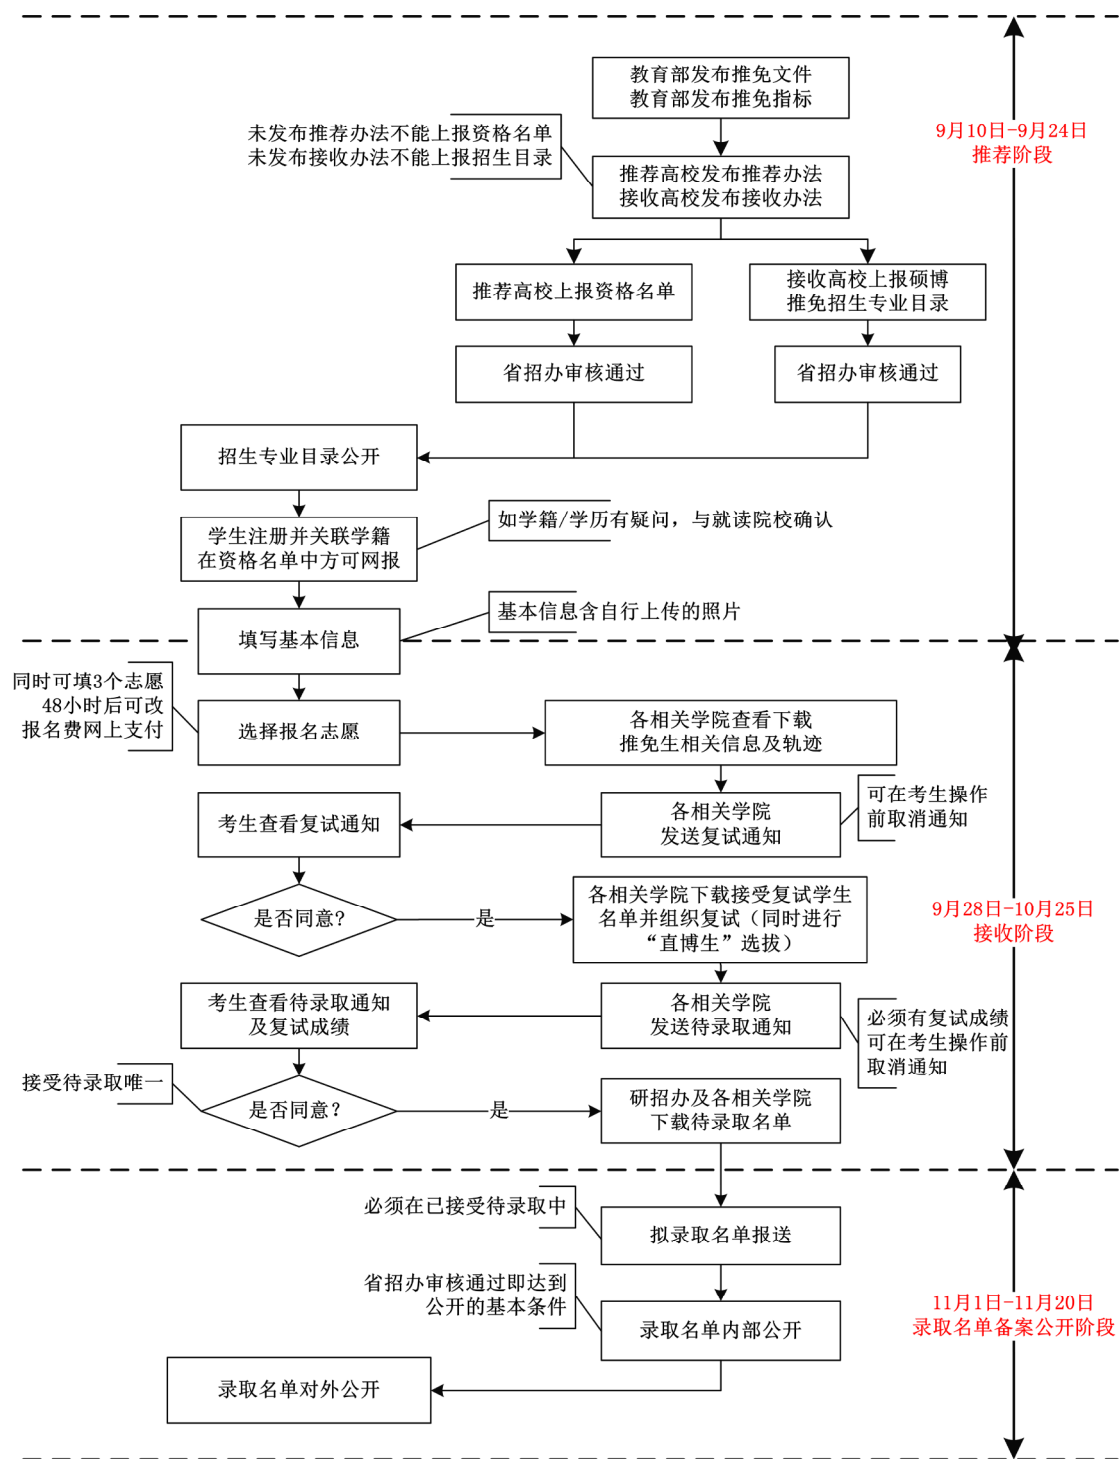 教育部发布推免文件
教育部发布推免指标
9月10日-9月24日
推荐阶段
未发布推荐办法不能上报资格名单
未发布接收办法不能上报招生目录
推荐高校发布推荐办法
接收高校发布接收办法
推荐高校上报资格名单
接收高校上报硕博
推免招生专业目录
省招办审核通过
省招办审核通过
招生专业目录公开
学生注册并关联学籍
在资格名单中方可网报
如学籍/学历有疑问，与就读院校确认
基本信息含自行上传的照片
填写基本信息
同时可填3个志愿
48小时后可改
报名费网上支付
选择报名志愿
各相关学院查看下载
推免生相关信息及轨迹
考生查看复试通知
各相关学院
发送复试通知
可在考生操作
前取消通知
是否同意?
是
各相关学院下载接受复试学生
名单并组织复试（同时进行
“直博生”选拔）
9月28日-10月25日
接收阶段
考生查看待录取通知
及复试成绩
各相关学院
发送待录取通知
必须有复试成绩
可在考生操作前
取消通知
接受待录取唯一
是否同意？
是
研招办及各相关学院
下载待录取名单
必须在已接受待录取中
拟录取名单报送
省招办审核通过即达到
公开的基本条件
录取名单内部公开
11月1日-11月20日
录取名单备案公开阶段
录取名单对外公开